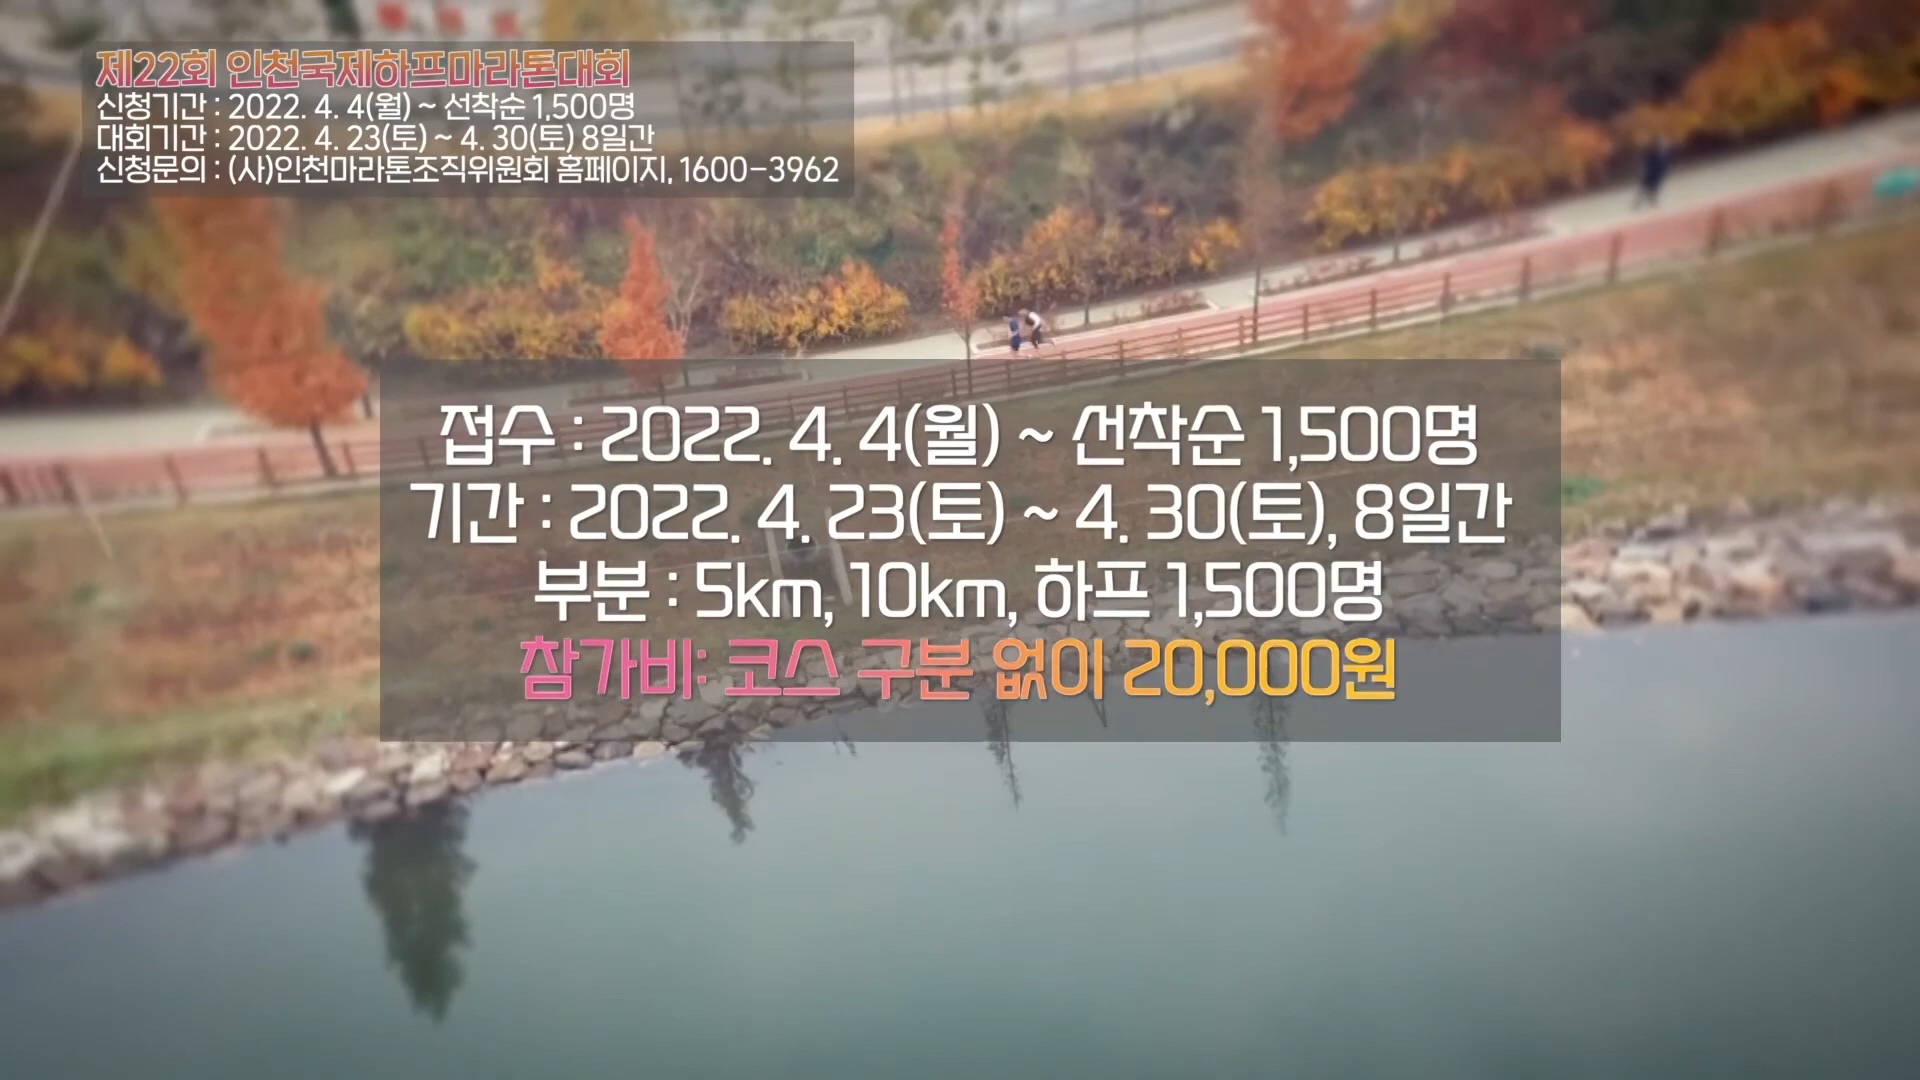 제22회 인천국제하프마라톤대회
신청기간 : 2022. 4. 4(월) ~ 선착순 1,500명
대회기간 : 2022. 4. 23(토) ~ 4. 30(토) 8일간
신청문의 : (사)인천마라톤조직위원회 홈페이지, 1600-3962
접수 : 2022. 4. 4(월) ~ 선착순 1,500명
기간 : 2022. 4. 23(토) ~ 4. 30(토), 8일간
부분 : 5km, 10km, 하프 1,500명
참가비: 코스 구분 없이 20,000원